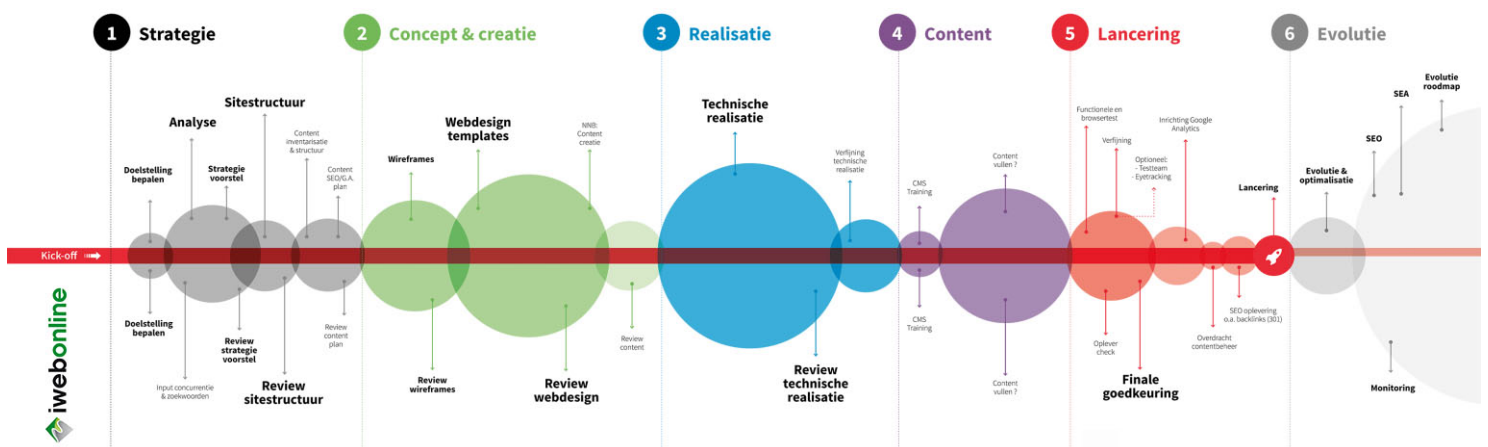 1 Strategie
2 Concept & creatie
3 Realisatie
4 Content
5 Lancering
6 Evolutie
Kick-off
iwebonline
Doelstelling
bepalen
Analyse
Strategie
voorstel
Sitestructuur
Content
inventarisatie
& structuur
Content
SEO/G.A.
plan
Doelstelling
bepalen
Input concurrentie
& zoekwoorden
Review
strategie
voorstel
Review
sitestructuur
Review
content
plan
Wireframes
Webdesign
templates
NNB:
Content
creatie
Review
wireframes
Review
webdesign
Review
content
Technische
realisatie
Verfijning
technische
realisatie
Review
technische
realisatie
CMS
Training
Content
vullen ?
CMS
Training
Content
vullen ?
Functionele en
browsertest
Verfijning
Optioneel:
- Testteam
- Eyetracking
Inrichting Google
Analytics
Lancering
Oplever
check
Finale
goedkeuring
Overdracht
contentbeheer
SEO oplevering
o.a. backlinks (301)
Evolutie &
optimalisatie
SEO
SEA
Evolutie
roadmap
Monitoring